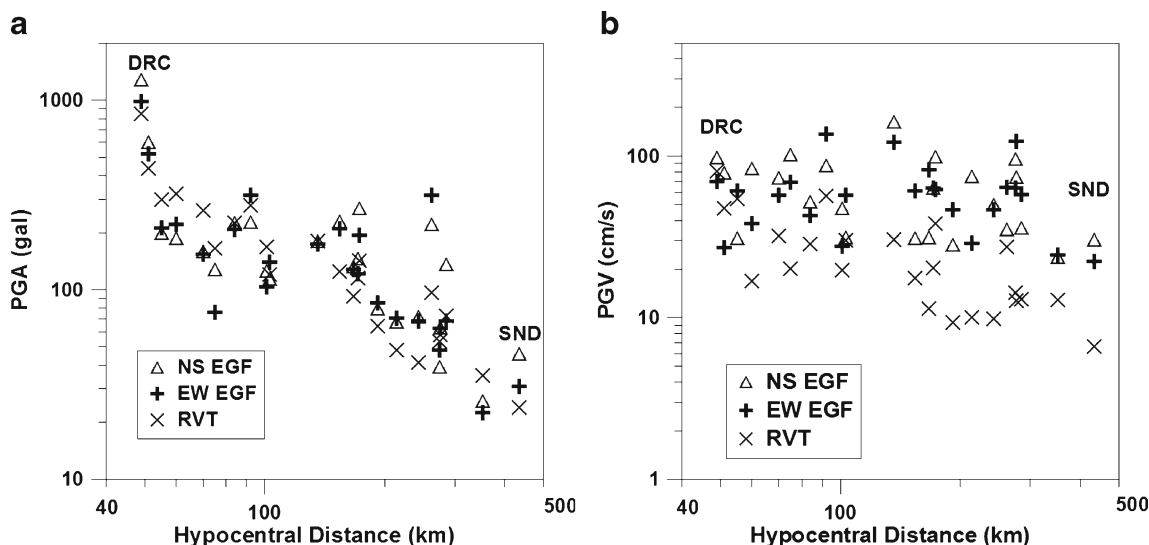 a
DRC
1000
PGA (gal)
100
SND
NS EGF
EW EGF
RVT
10
40
100
500
Hypocentral Distance (km)
b
DRC
100
SND
PGV (cm/s)
10
NS EGF
EW EGF
RVT
1
40
100
500
Hypocentral Distance (km)